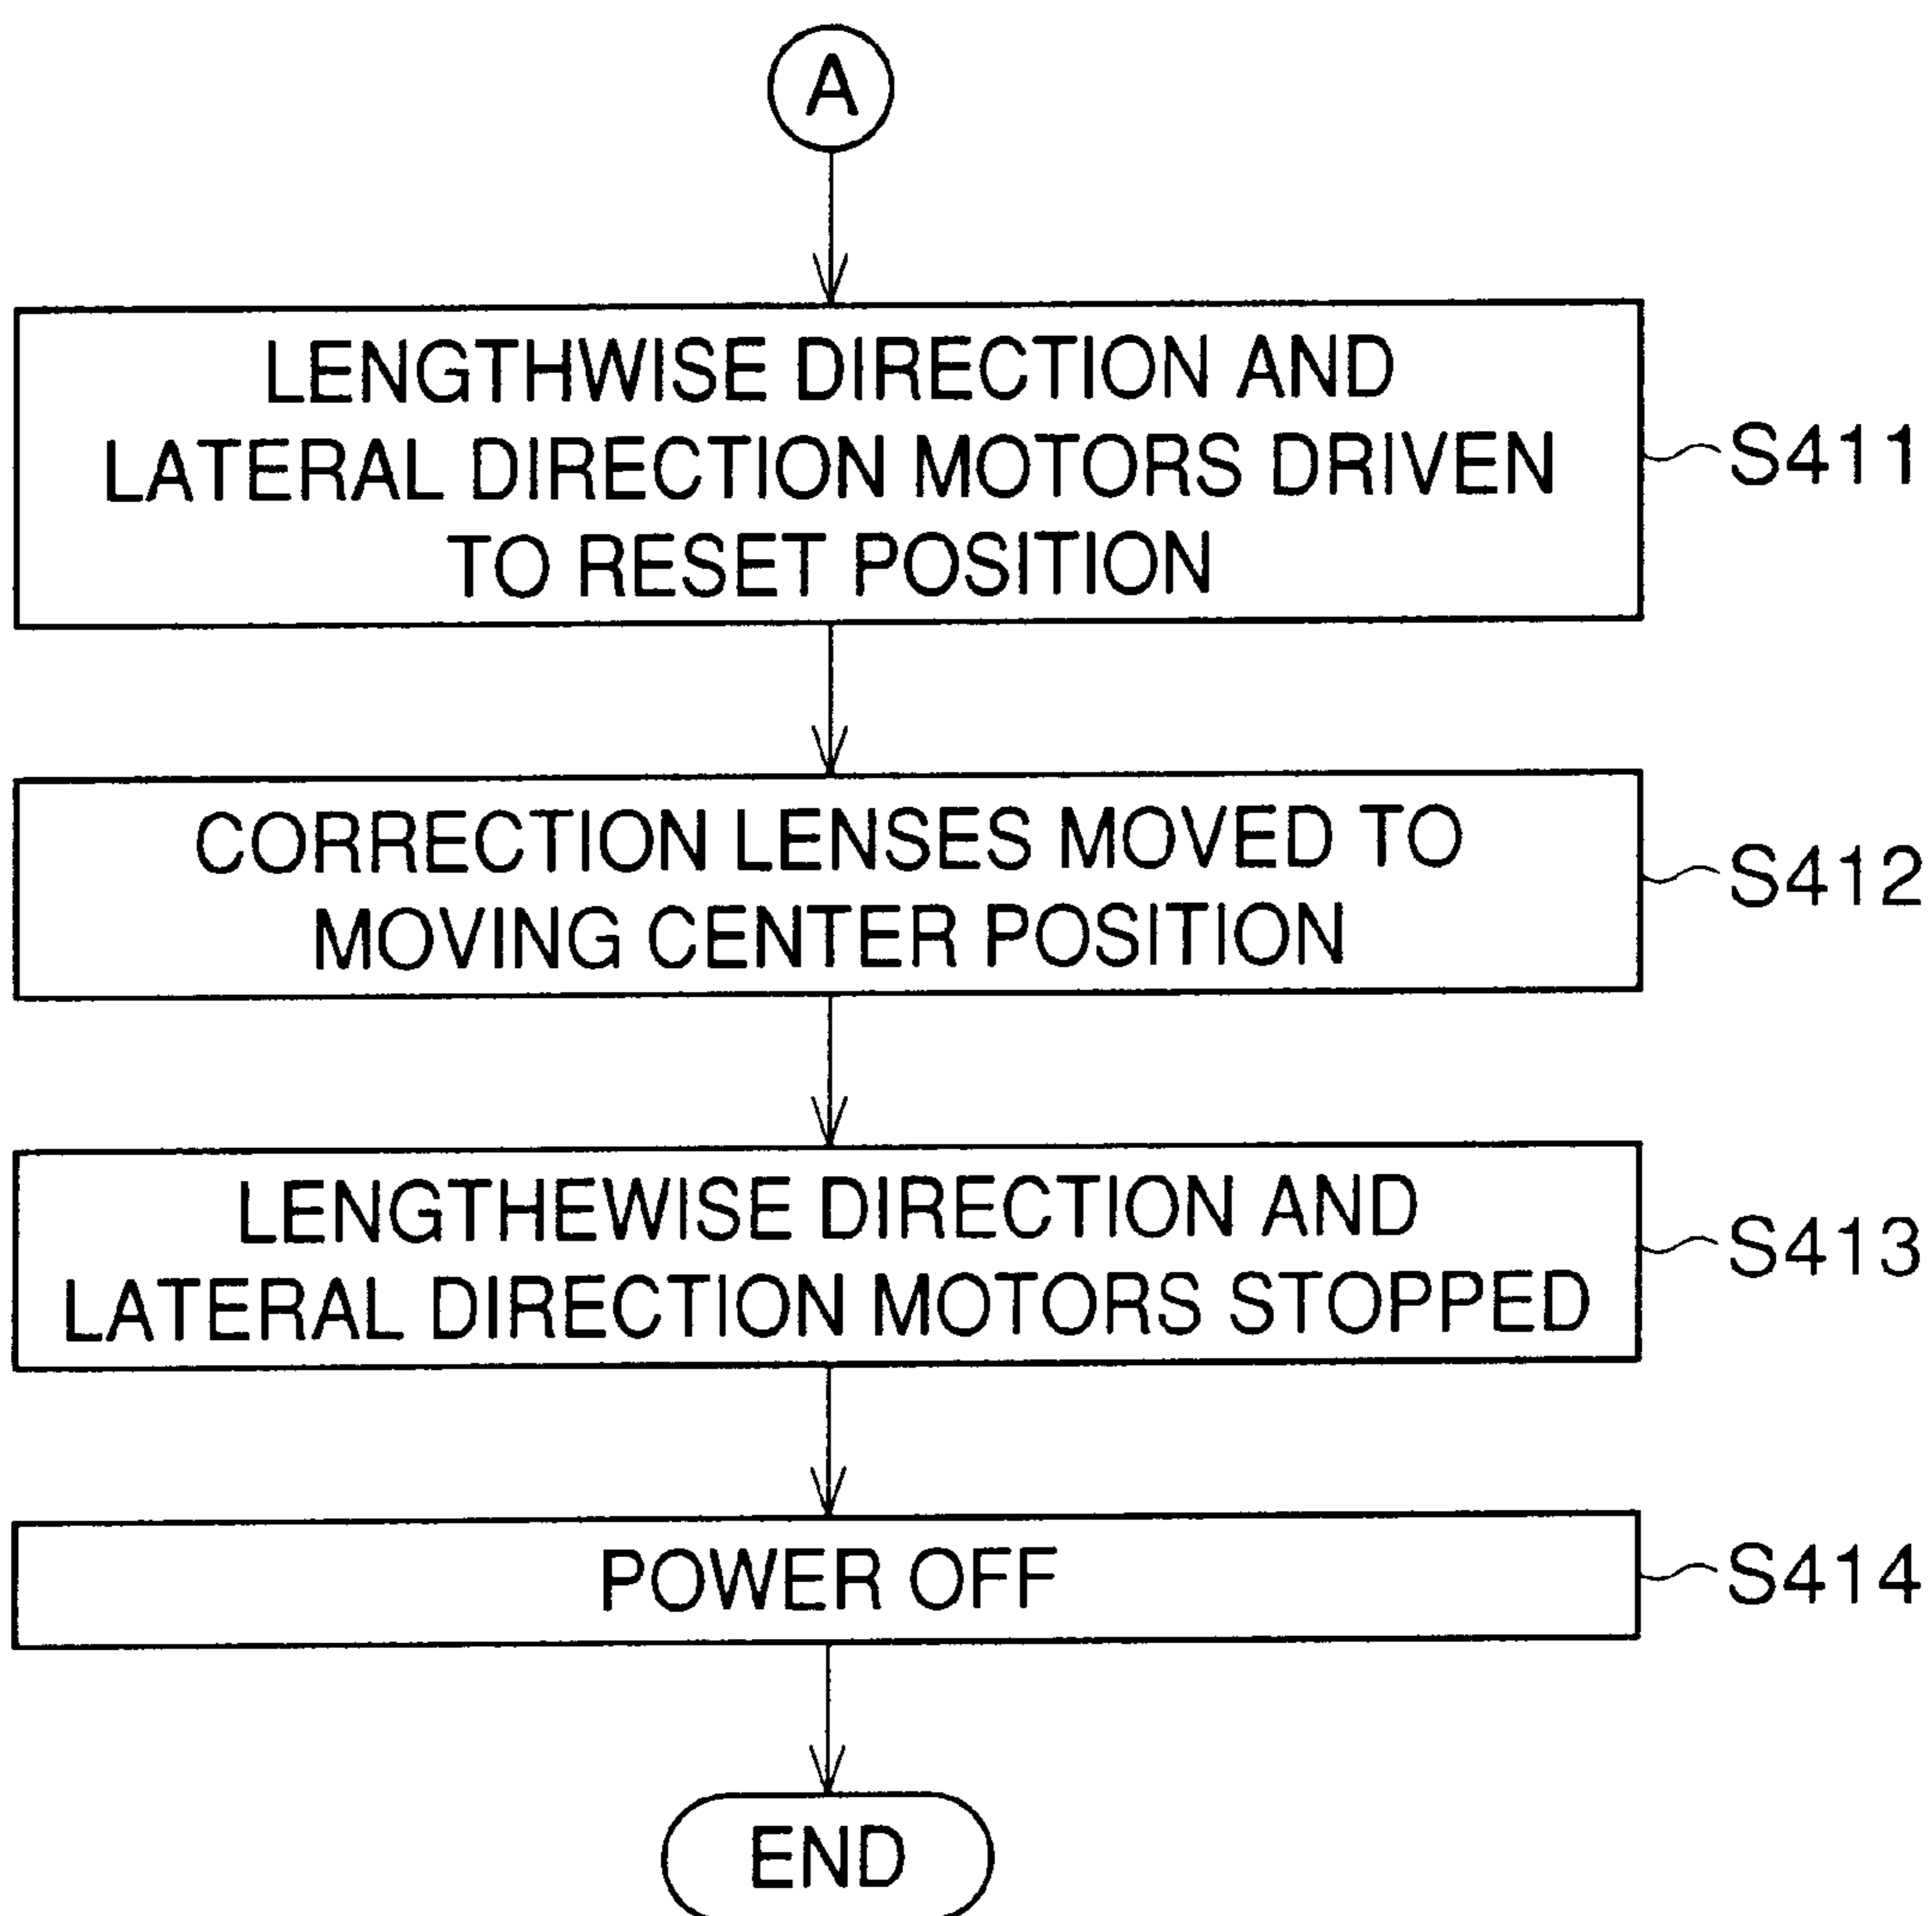 A
LENGTHWISE DIRECTION AND
LATERAL DIRECTION MOTORS DRIVEN
TO RESET POSITION
S411
CORRECTION LENSES MOVED TO
MOVING CENTER POSITION
S412
LENGTHEWISE DIRECTION AND
LATERAL DIRECTION MOTORS STOPPED
S413
POWER OFF
S414
END